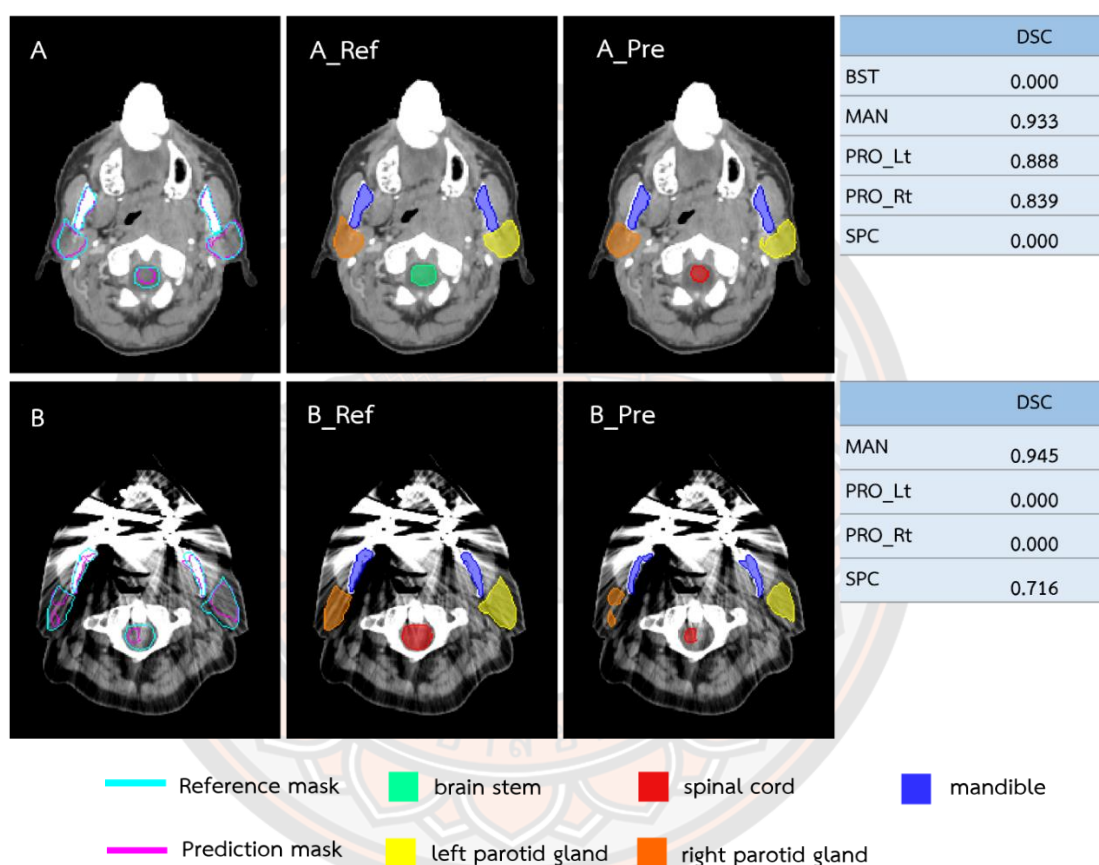 A
A_Ref
A_Pre
DSC
BST 0.000
MAN 0.933
PRO_Lt 0.888
PRO_Rt 0.839
SPC 0.000
B
B_Ref
B_Pre
DSC
MAN 0.945
PRO_Lt 0.000
PRO_Rt 0.000
SPC 0.716
Reference mask brain stem spinal cord mandible
Prediction mask left parotid gland right parotid gland